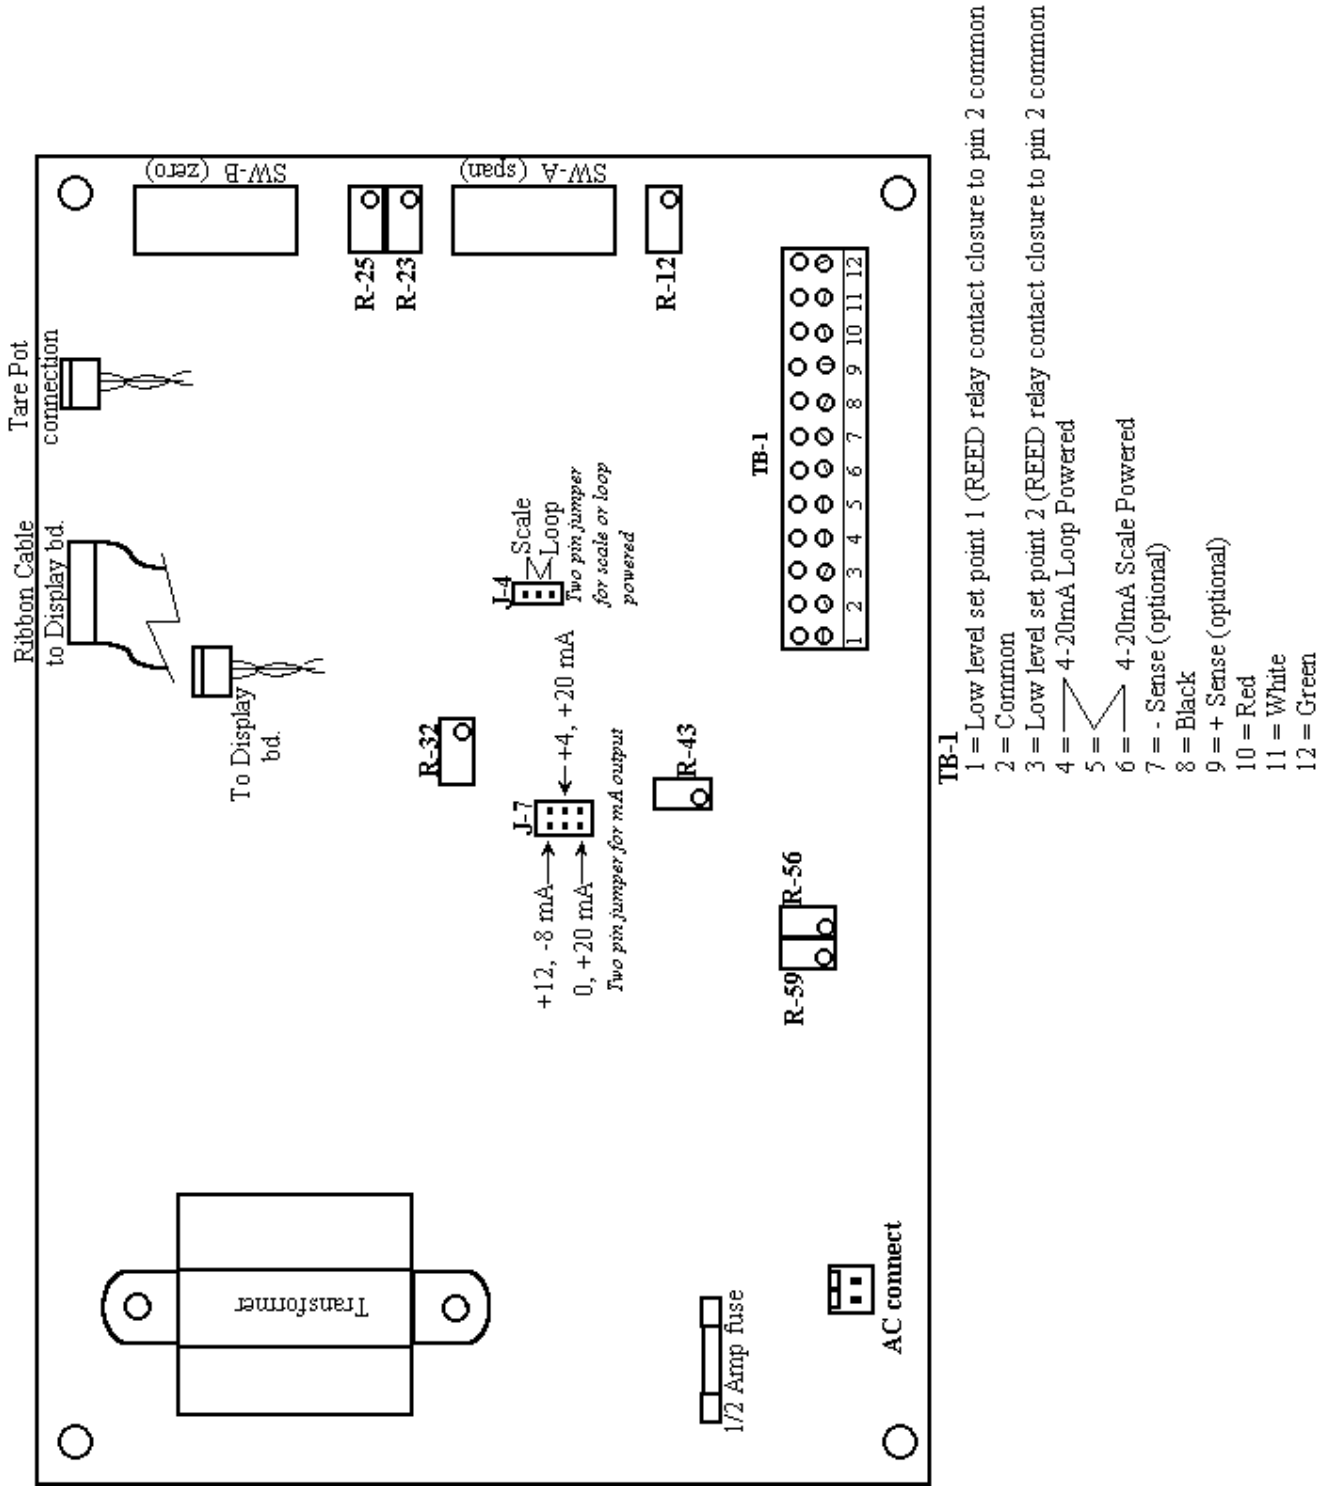 Tare Pot
connection
Ribbon Cable
to Display bd.
To Display
bd.
SW-B (zero)
R-25
R-23
SW-A (span)
R-12
R-32
J-4
Scale
Loop
Two pin jumper
for scale or loop
powered
J-7
+12, -8 mA
+4, +20 mA
0, +20 mA
Two pin jumper for mA output
R-43
R-56
R-59
TB-1
1 2 3 4 5 6 7 8 9 10 11 12
Transformer
1/2 Amp fuse
AC connect
TB-1
1 = Low level set point 1 (REED relay contact closure to pin 2 common
2 = Common
3 = Low level set point 2 (REED relay contact closure to pin 2 common
4 = 4-20mA Loop Powered
5 =
6 = 4-20mA Scale Powered
7 = - Sense (optional)
8 = Black
9 = + Sense (optional)
10 = Red
11 = White
12 = Green